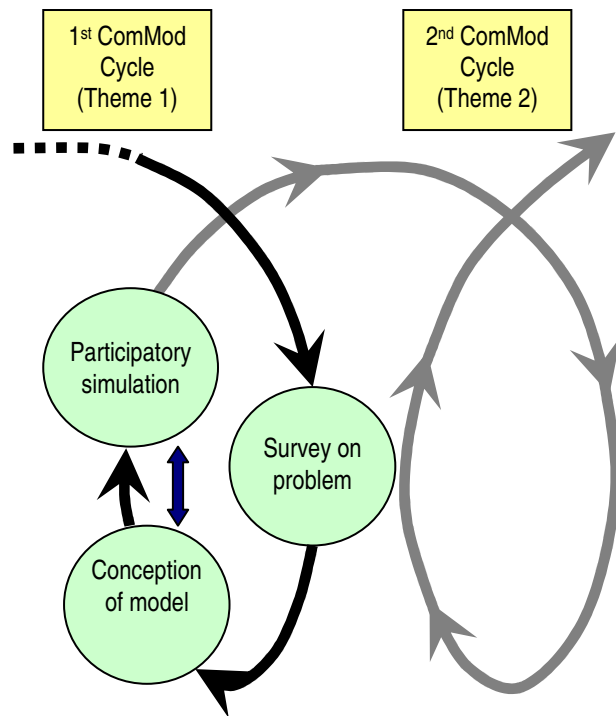 1st ComMod
Cycle
(Theme 1)
2nd ComMod
Cycle
(Theme 2)
Participatory
simulation
Survey on
problem
Conception
of model